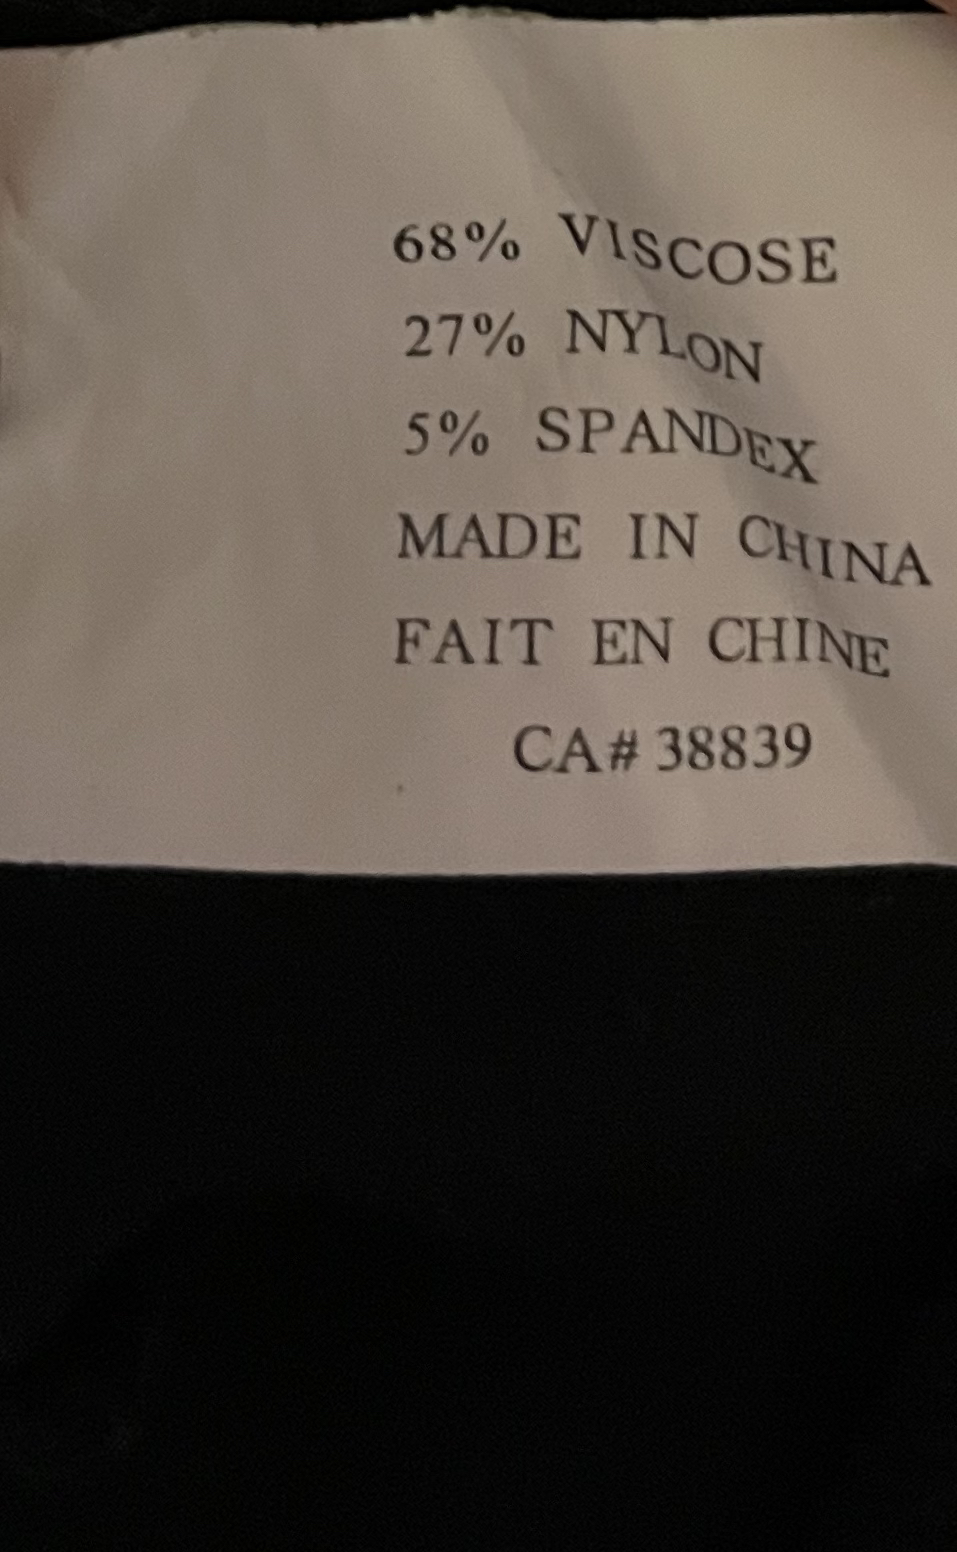 68% VISCOSE
27% NYLON
5% SPANDEX
MADE IN CHINA
FAIT EN CHINE
CA# 38839